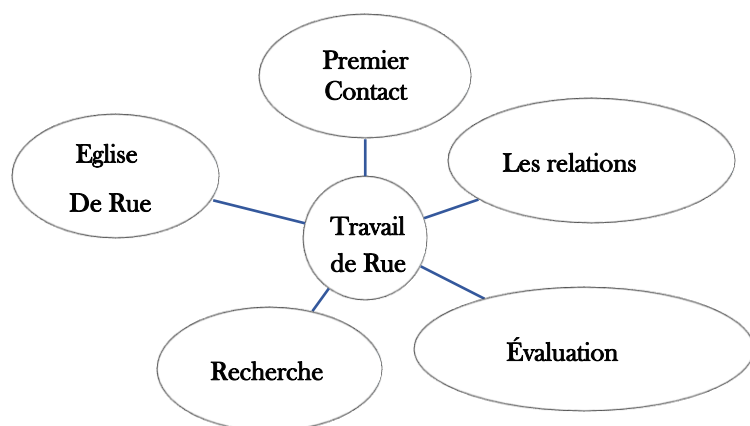 Premier
Contact
Eglise
De Rue
Les relations
Travail
de Rue
Évaluation
Recherche